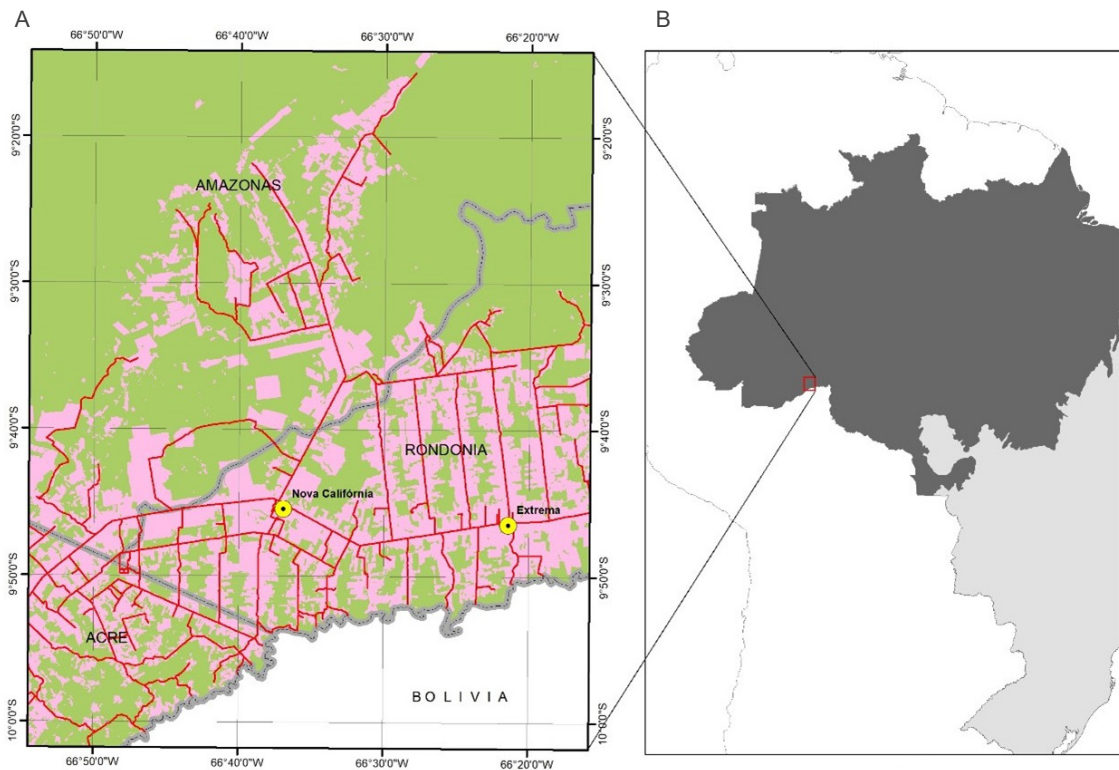 A
B
66°50'0"W 66°40'0"W 66°30'0"W 66°20'0"W
9°20'0"S
9°20'0"S
AMAZONAS
9°30'0"S
9°30'0"S
9°40'0"S
9°40'0"S
RONDONIA
Nova Califórnia
Extrema
9°50'0"S
9°50'0"S
ACRE
BOLIVIA
10°0'0"S
10°0'0"S
66°50'0"W 66°40'0"W 66°30'0"W 66°20'0"W